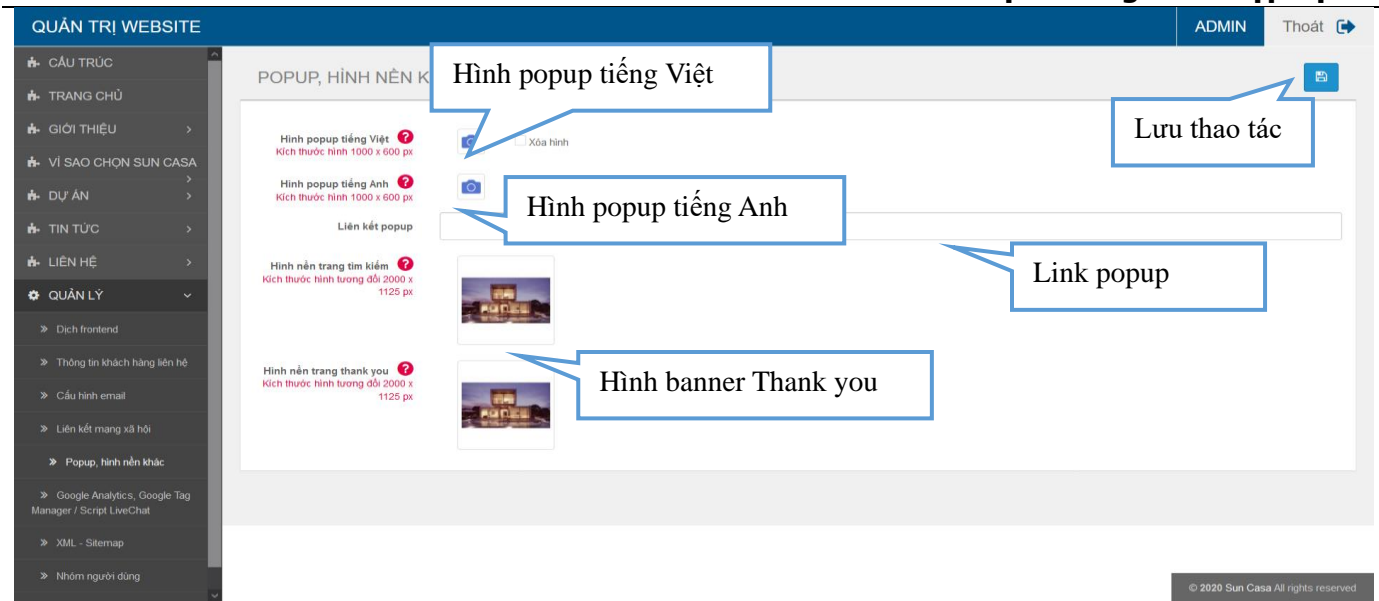 QUẢN TRỊ WEBSITE
ADMIN
Thoát
CẤU TRÚC
TRANG CHỦ
GIỚI THIỆU
VÌ SAO CHỌN SUN CASA
DỰ ÁN
TIN TỨC
LIÊN HỆ
QUẢN LÝ
Dịch frontend
Thông tin khách hàng liên hệ
Cấu hình email
Liên kết mạng xã hội
Popup, hình nền khác
Google Analytics, Google Tag
Manager / Script LiveChat
XML - Sitemap
Nhóm người dùng
POPUP, HÌNH NỀN K
Hình popup tiếng Việt
Lưu thao tác
Hình popup tiếng Việt
Kích thước hình 1000 x 600 px
Xóa hình
Hình popup tiếng Anh
Kích thước hình 1000 x 600 px
Hình popup tiếng Anh
Liên kết popup
Link popup
Hình nền trang tìm kiếm
Kích thước hình tương đối 2000 x
1125 px
Hình nền trang thank you
Kích thước hình tương đối 2000 x
1125 px
Hình banner Thank you
© 2020 Sun Casa All rights reserved